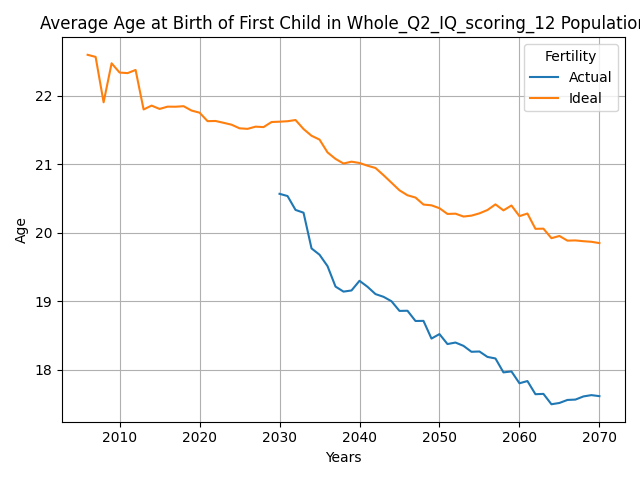 Average Age at Birth of First Child in Whole_Q2_IQ_scoring_12 Population
Fertility
Actual
Ideal
Age
22
21
20
19
18
2010 2020 2030 2040 2050 2060 2070
Years